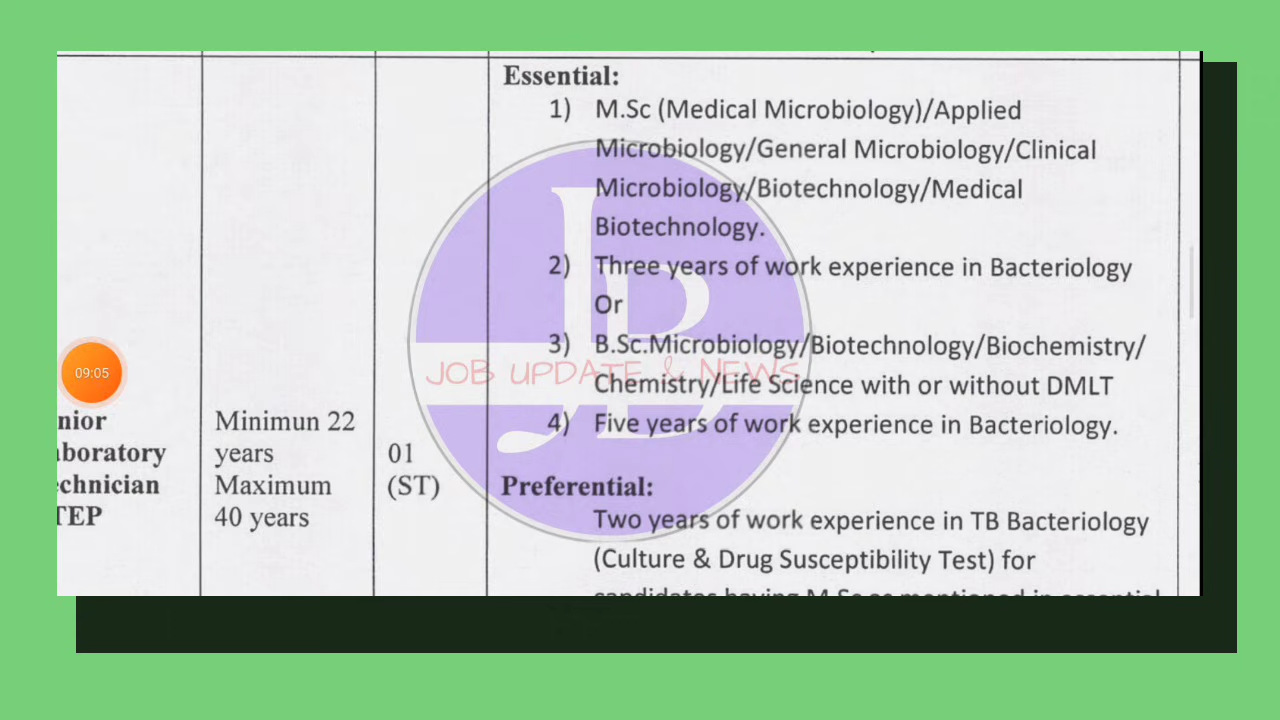 Essential:
1) M.Sc (Medical Microbiology)/Applied
Microbiology/General Microbiology/Clinical
Microbiology/Biotechnology/Medical
Biotechnology.
2) Three years of work experience in Bacteriology
Or
3) B.Sc.Microbiology/Biotechnology/Biochemistry/
Chemistry/Life Science with or without DMLT
4) Five years of work experience in Bacteriology.
Preferential:
Two years of work experience in TB Bacteriology
(Culture & Drug Susceptibility Test) for
nior
aboratory
echnician
TEP
Minimun 22
years
Maximum
40 years
01
(ST)
JB
JOB UPDATE & NEWS
09:05